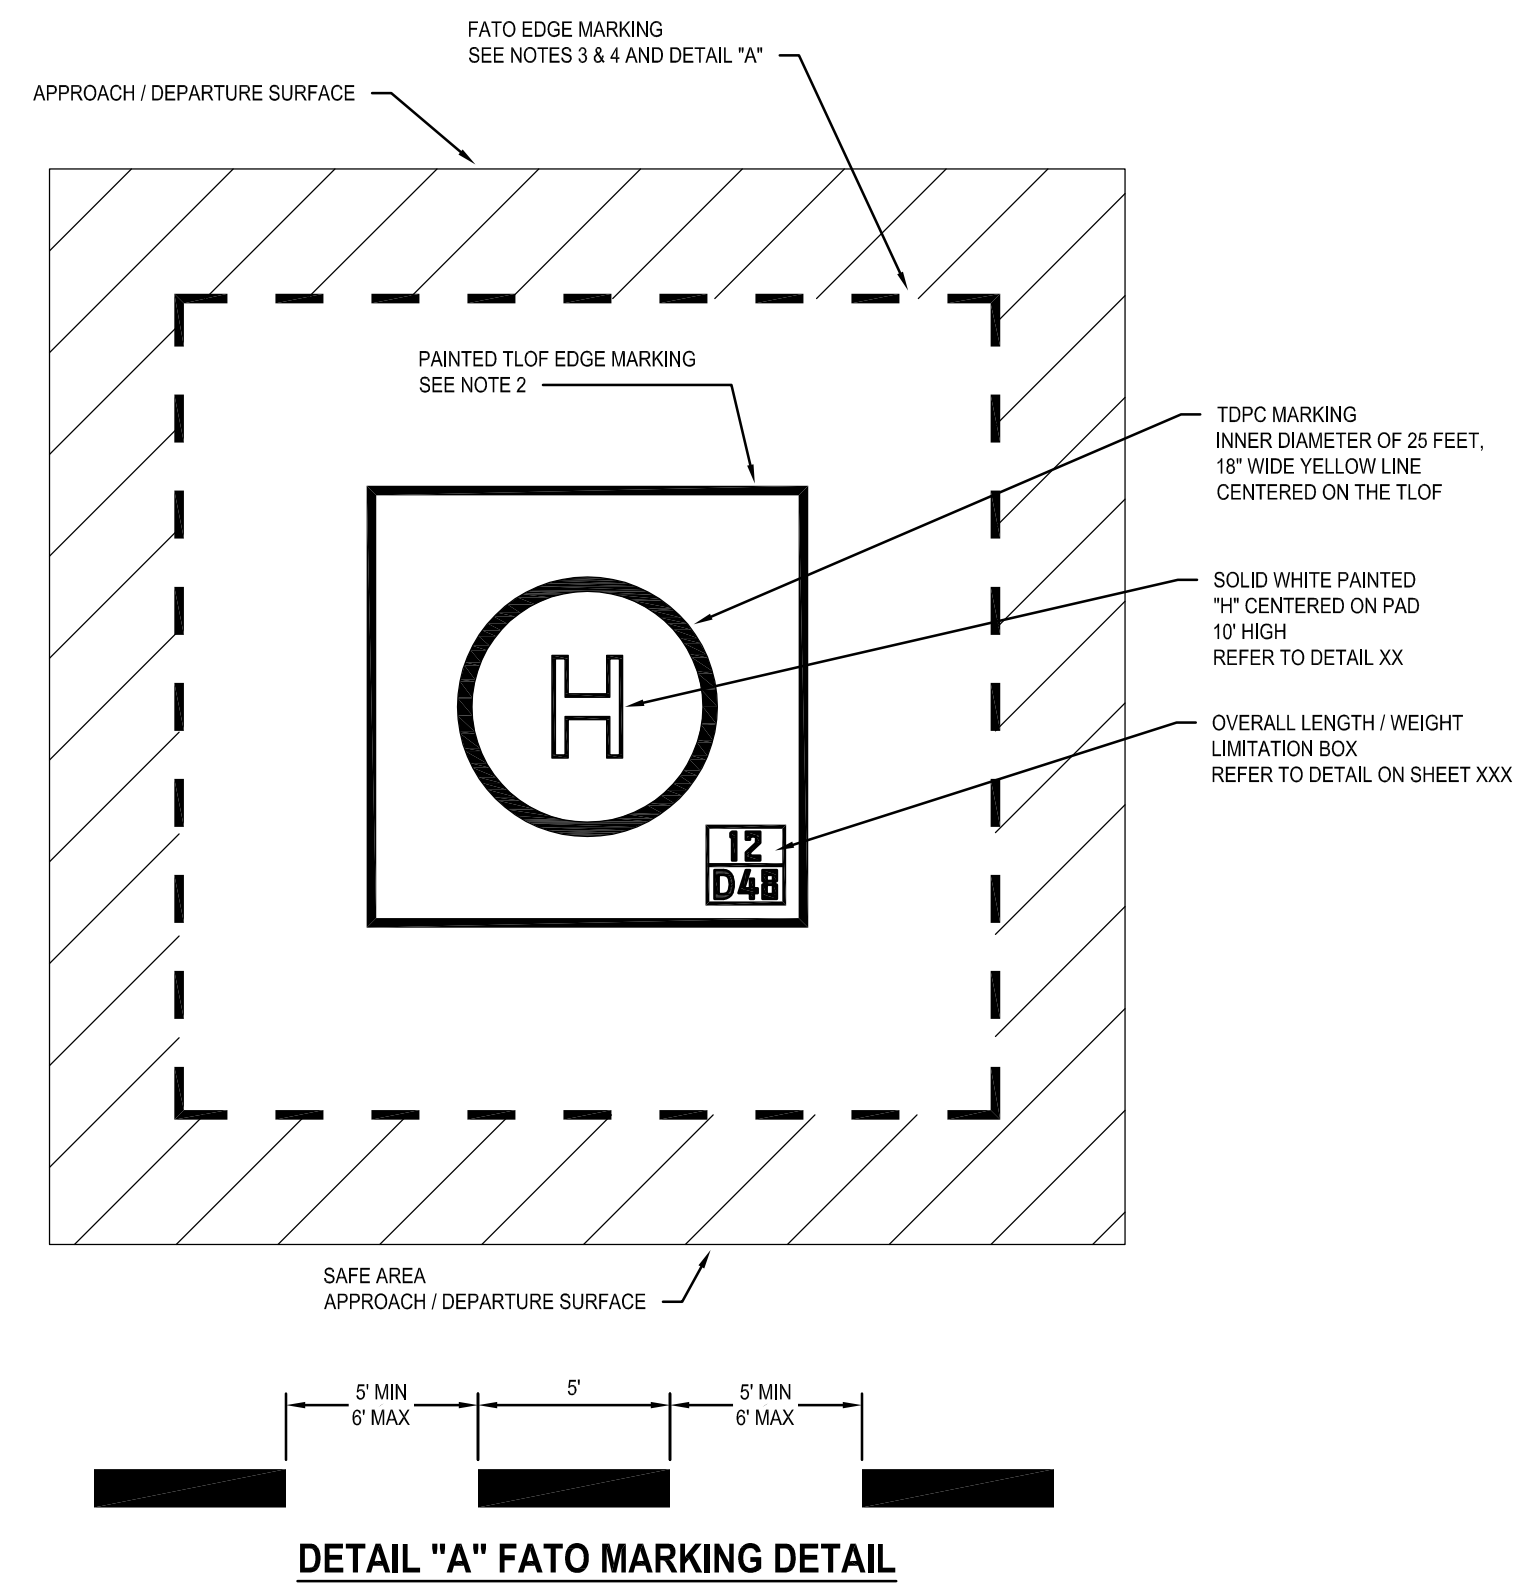 FATO EDGE MARKING
SEE NOTES 3 & 4 AND DETAIL "A"
APPROACH / DEPARTURE SURFACE
PAINTED TLOF EDGE MARKING
SEE NOTE 2
TDPC MARKING
INNER DIAMETER OF 25 FEET,
18" WIDE YELLOW LINE
CENTERED ON THE TLOF
SOLID WHITE PAINTED
"H" CENTERED ON PAD
10' HIGH
REFER TO DETAIL XX
H
OVERALL LENGTH / WEIGHT
LIMITATION BOX
REFER TO DETAIL ON SHEET XXX
12
D48
SAFE AREA
APPROACH / DEPARTURE SURFACE
5' MIN
6' MAX
5'
5' MIN
6' MAX
DETAIL "A" FATO MARKING DETAIL